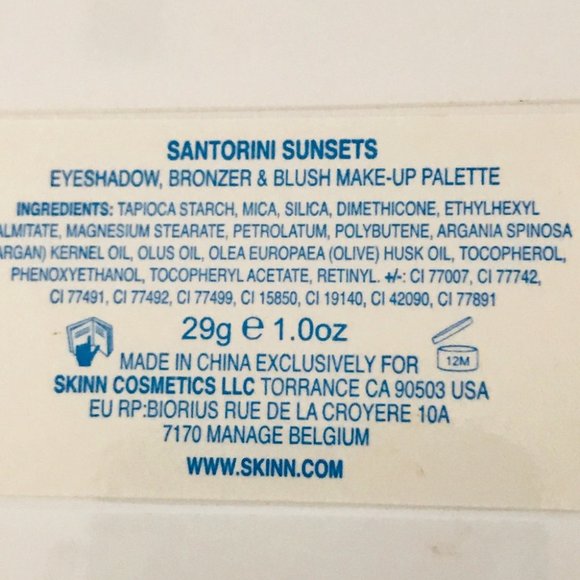 SANTORINI SUNSETS
EYESHADOW, BRONZER & BLUSH MAKE-UP PALETTE
INGREDIENTS: TAPIOCA STARCH, MICA, SILICA, DIMETHICONE, ETHYLHEXYL
ALMITATE, MAGNESIUM STEARATE, PETROLATUM, POLYBUTENE, ARGANIA SPINOSA
ARGAN) KERNEL OIL, OLUS OIL, OLEA EUROPAEA (OLIVE) HUSK OIL, TOCOPHEROL,
PHENOXYETHANOL, TOCOPHERYL ACETATE, RETINYL. +/-: CI 77007, CI 77742,
CI 77491, CI 77492, CI 77499, CI 15850, CI 19140, CI 42090, CI 77891
29g e 1.0oz
12M
MADE IN CHINA EXCLUSIVELY FOR
SKINN COSMETICS LLC TORRANCE CA 90503 USA
EU RP:BIORIUS RUE DE LA CROYERE 10A
7170 MANAGE BELGIUM
WWW.SKINN.COM